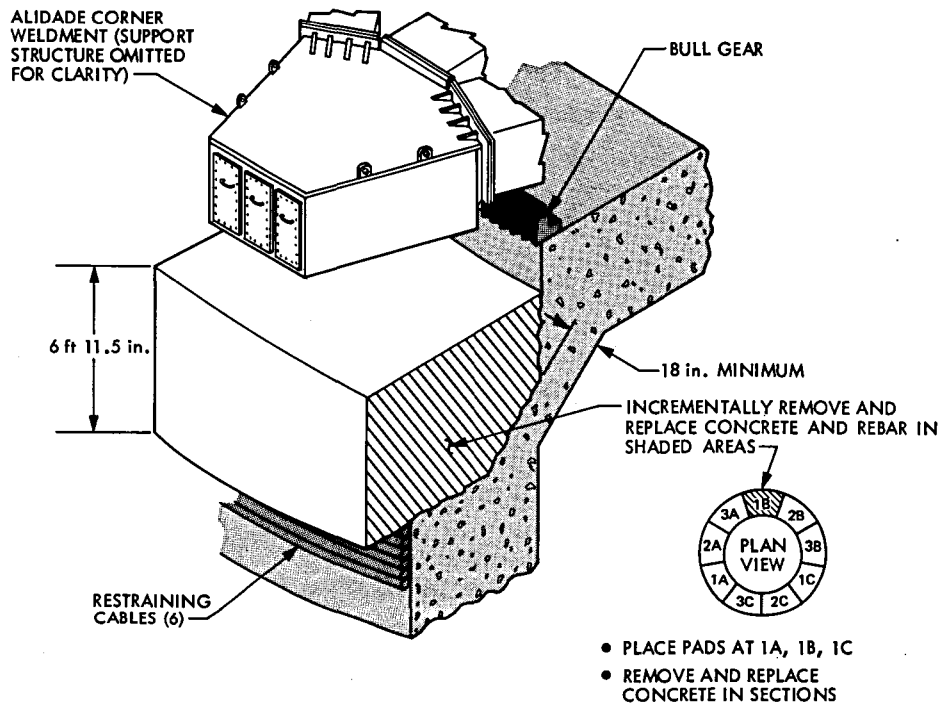 ALIDADE CORNER
WELDMENT (SUPPORT
STRUCTURE OMITTED
FOR CLARITY)
BULL GEAR
6 ft 11.5 in.
18 in. MINIMUM
INCREMENTALLY REMOVE AND
REPLACE CONCRETE AND REBAR IN
SHADED AREAS
1B
3A
2B
2A
PLAN
VIEW
3B
1A
1C
3C
2C
RESTRAINING
CABLES (6)
• PLACE PADS AT 1A, 1B, 1C
• REMOVE AND REPLACE
CONCRETE IN SECTIONS